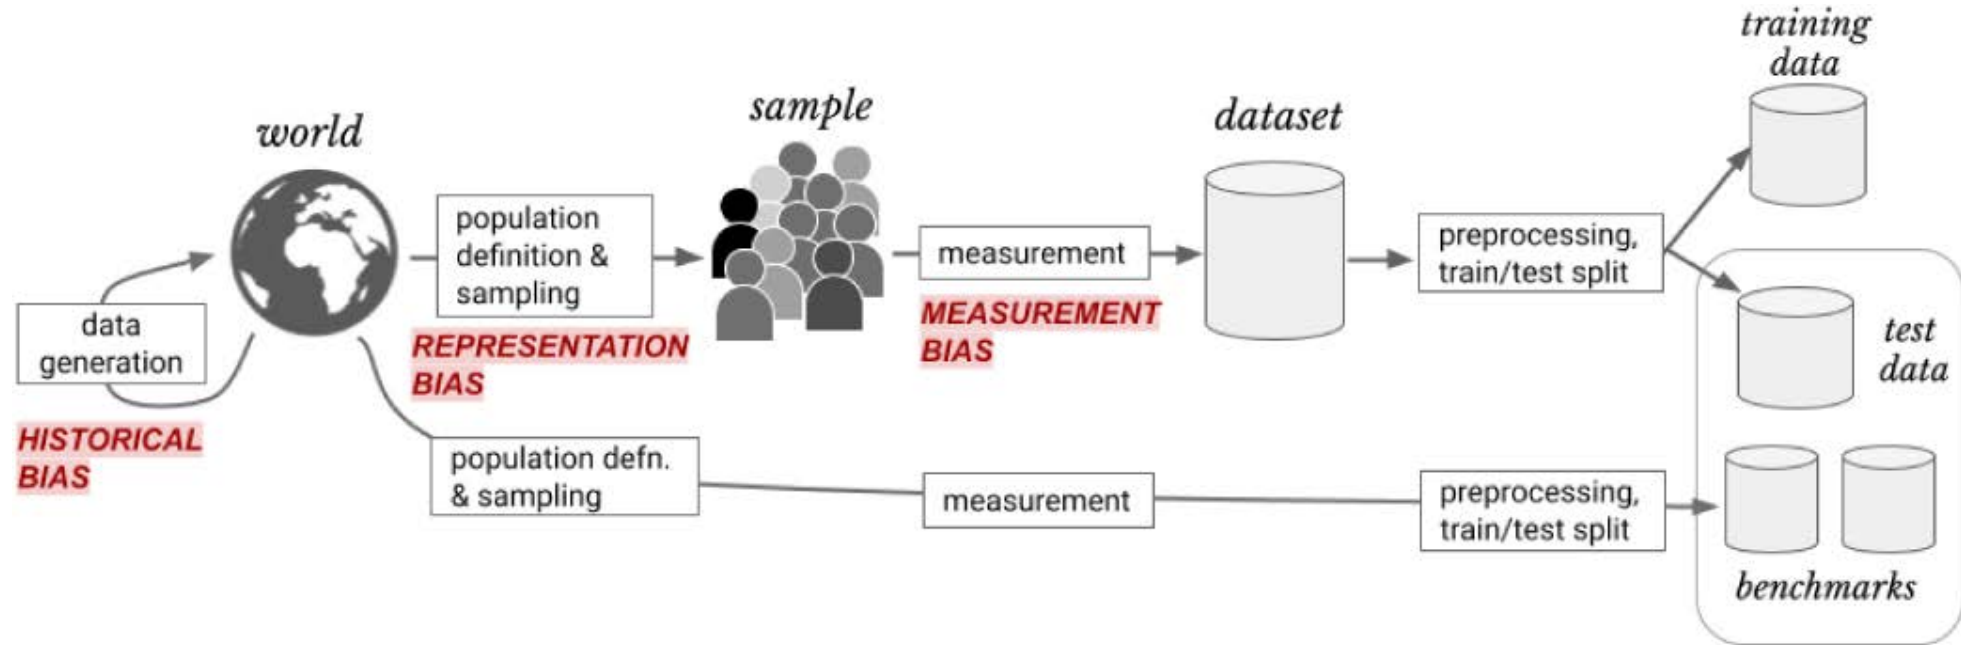 training
data
sample
dataset
world
population
definition &
sampling
measurement
preprocessing,
train/test split
data
generation
MEASUREMENT
BIAS
REPRESENTATION
BIAS
test
data
HISTORICAL
BIAS
population defn.
& sampling
measurement
preprocessing,
train/test split
benchmarks